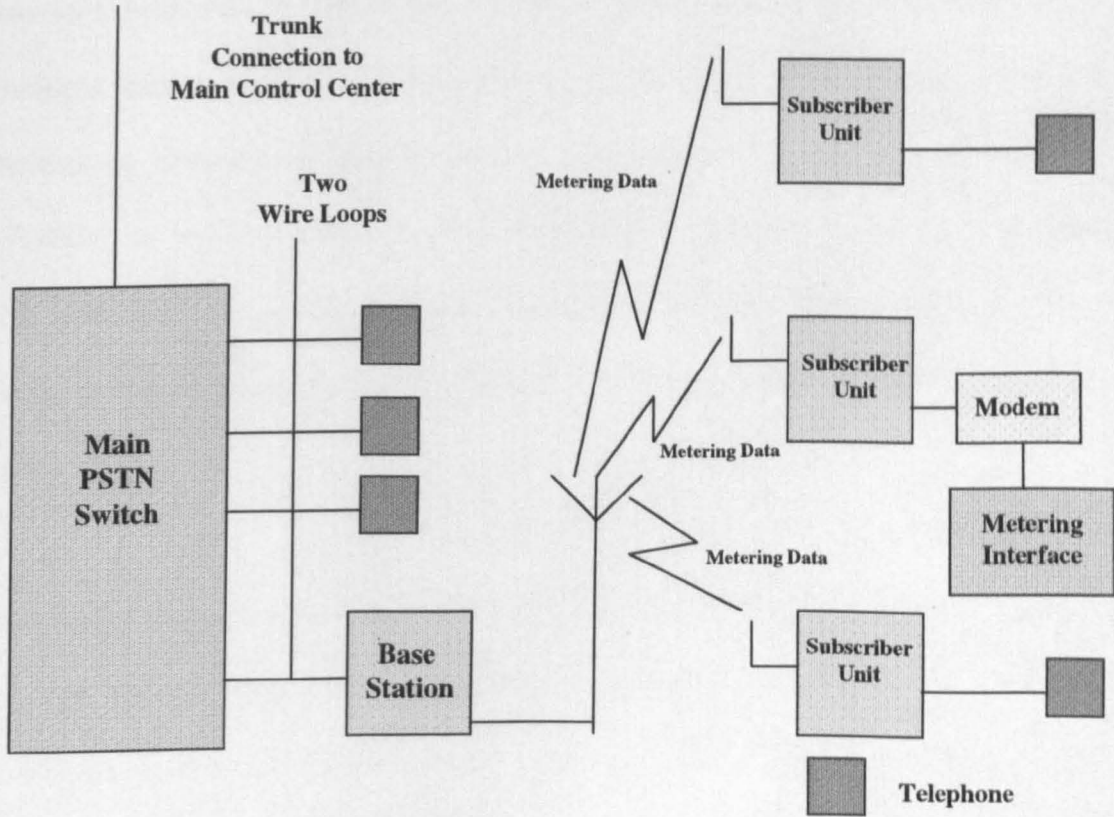 Trunk
Connection to
Main Control Center
Two
Wire Loops
Main
PSTN
Switch
Base
Station
Metering Data
Metering Data
Metering Data
Subscriber
Unit
Subscriber
Unit
Modem
Metering
Interface
Subscriber
Unit
Telephone